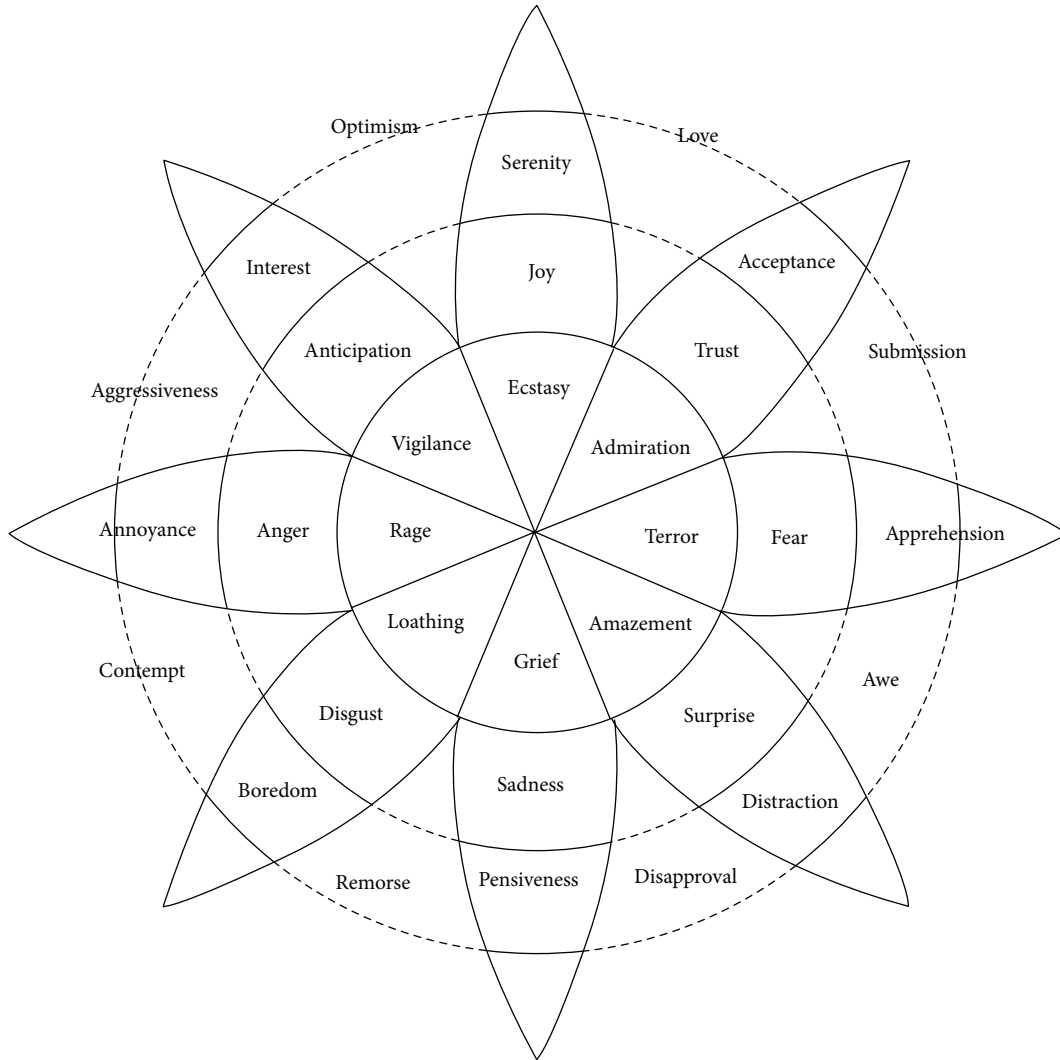 Optimism
Love
Serenity
Interest
Joy
Acceptance
Anticipation
Trust
Submission
Aggressiveness
Ecstasy
Vigilance
Admiration
Annoyance
Anger
Rage
Terror
Fear
Apprehension
Loathing
Amazement
Contempt
Grief
Awe
Disgust
Surprise
Boredom
Sadness
Distraction
Remorse
Pensiveness
Disapproval